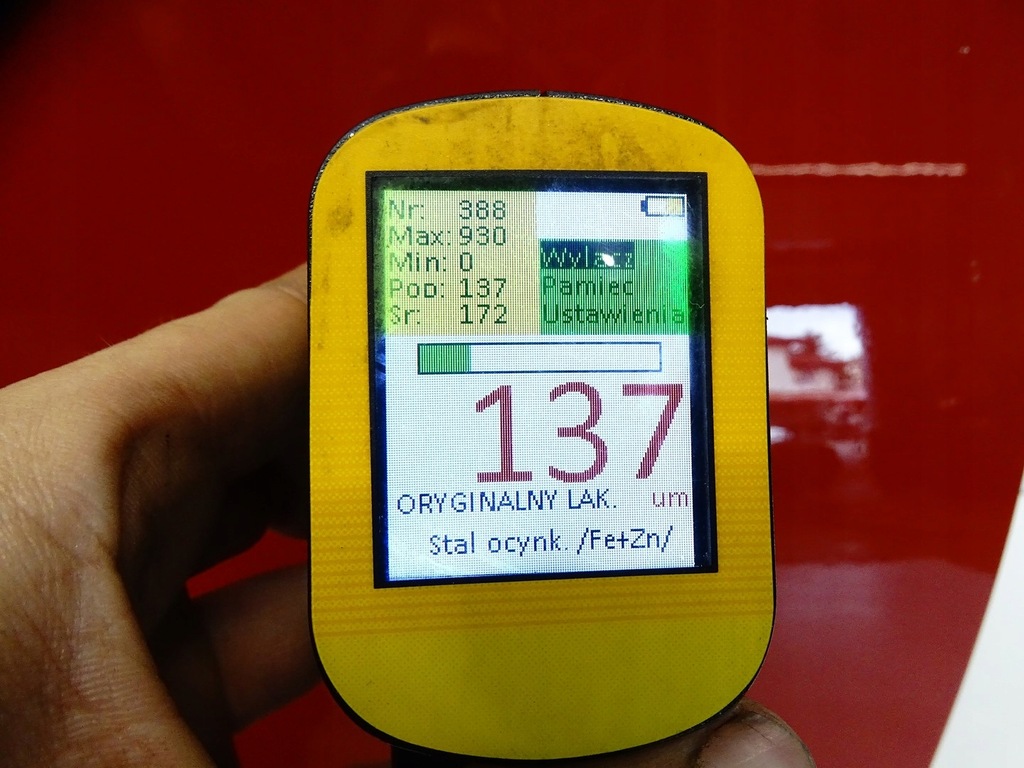 Nr: 388
Max: 930
Min: 0
Pop: 137
Sr: 172
Wylacz
Pamiec
Ustawienia
137
um
ORYGINALNY LAK.
Stal ocynk. /Fe+Zn/